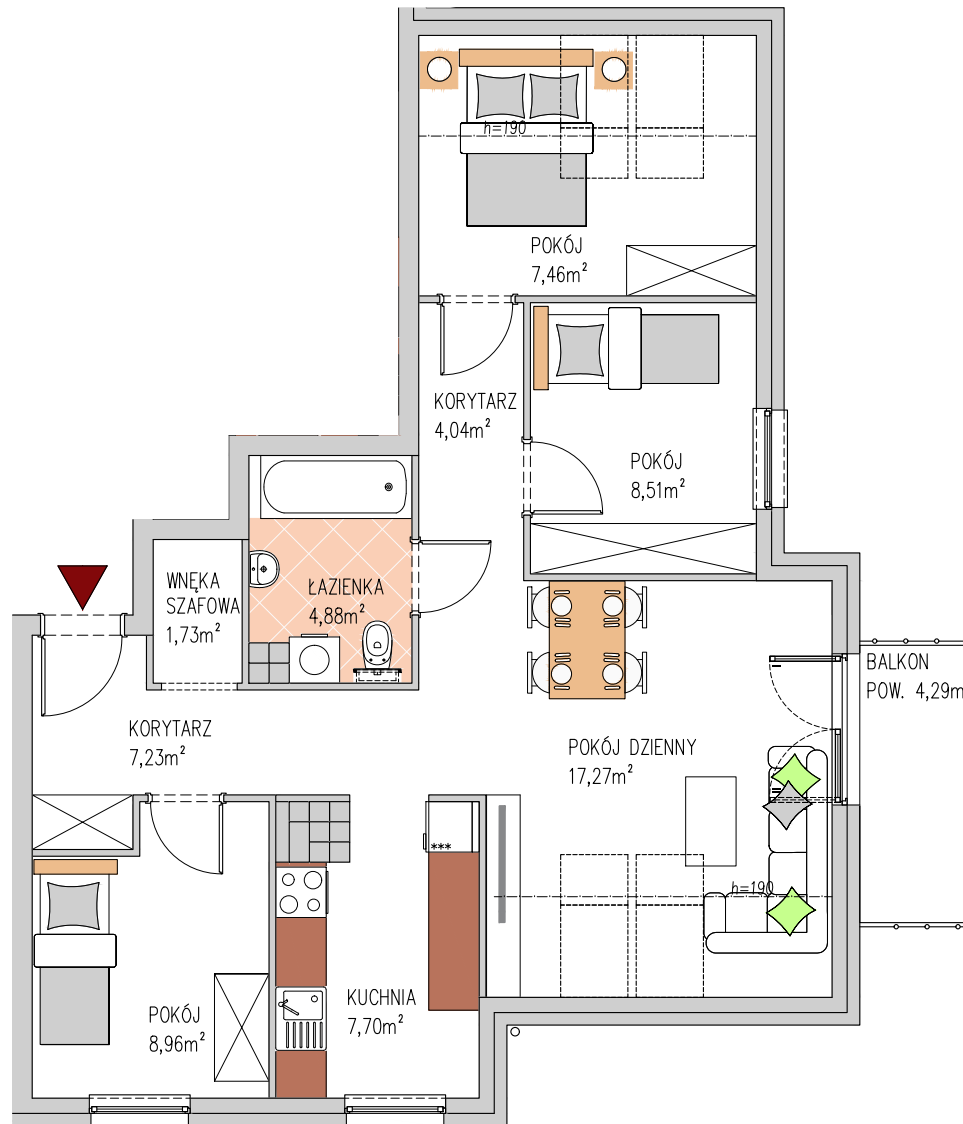 h=190
POKÓJ
7,46m²
KORYTARZ
4,04m²
POKÓJ
8,51m²
WNĘKA
SZAFOWA
1,73m²
ŁAZIENKA
4,88m²
BALKON
POW. 4,29m
KORYTARZ
7,23m²
POKÓJ DZIENNY
17,27m²
***
h=190
POKÓJ
8,96m²
KUCHNIA
7,70m²